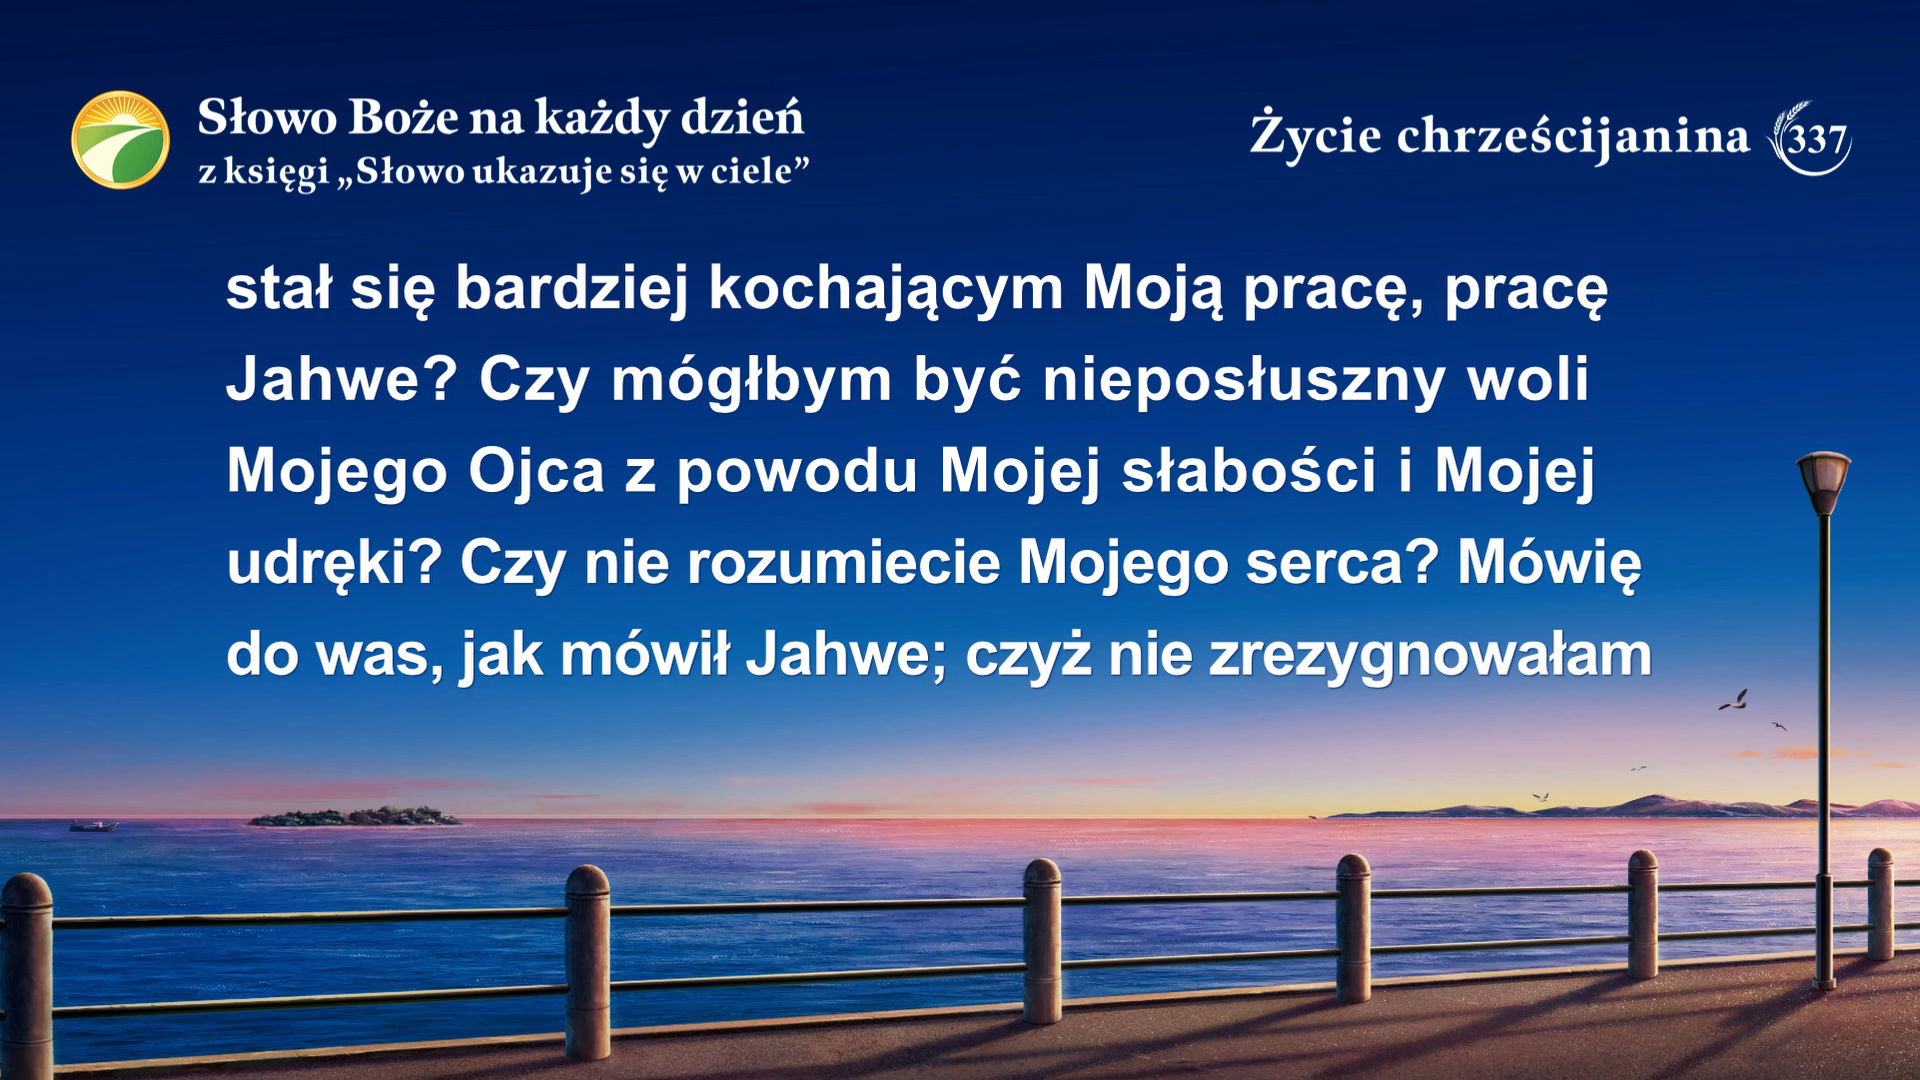 Słowo Boże na każdy dzień
z księgi „Słowo ukazuje się w ciele”
Życie chrześcijanina 337
stał się bardziej kochającym Moją pracę, pracę
Jahwe? Czy mógłbym być nieposłuszny woli
Mojego Ojca z powodu Mojej słabości i Mojej
udręki? Czy nie rozumiecie Mojego serca? Mówię
do was, jak mówił Jahwe; czyż nie zrezygnowałam